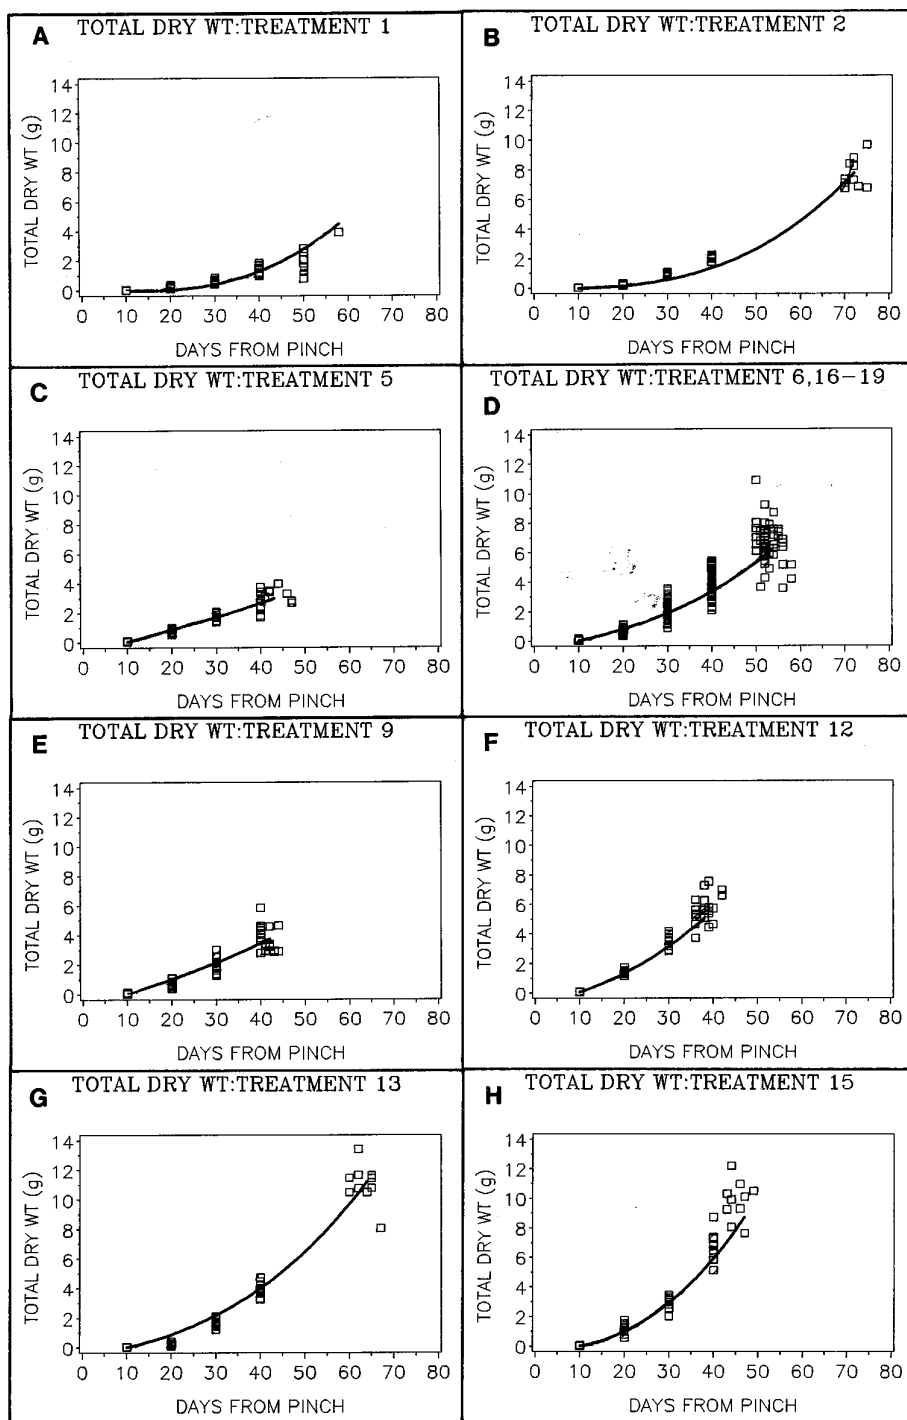 A TOTAL DRY WT:TREATMENT 1
TOTAL DRY WT (g)
14
12
10
8
6
4
2
0
0 10 20 30 40 50 60 70 80
DAYS FROM PINCH
B TOTAL DRY WT:TREATMENT 2
TOTAL DRY WT (g)
14
12
10
8
6
4
2
0
0 10 20 30 40 50 60 70 80
DAYS FROM PINCH
C TOTAL DRY WT:TREATMENT 5
TOTAL DRY WT (g)
14
12
10
8
6
4
2
0
0 10 20 30 40 50 60 70 80
DAYS FROM PINCH
D TOTAL DRY WT:TREATMENT 6,16-19
TOTAL DRY WT (g)
14
12
10
8
6
4
2
0
0 10 20 30 40 50 60 70 80
DAYS FROM PINCH
E TOTAL DRY WT:TREATMENT 9
TOTAL DRY WT (g)
14
12
10
8
6
4
2
0
0 10 20 30 40 50 60 70 80
DAYS FROM PINCH
F TOTAL DRY WT:TREATMENT 12
TOTAL DRY WT (g)
14
12
10
8
6
4
2
0
0 10 20 30 40 50 60 70 80
DAYS FROM PINCH
G TOTAL DRY WT:TREATMENT 13
TOTAL DRY WT (g)
14
12
10
8
6
4
2
0
0 10 20 30 40 50 60 70 80
DAYS FROM PINCH
H TOTAL DRY WT:TREATMENT 15
TOTAL DRY WT (g)
14
12
10
8
6
4
2
0
0 10 20 30 40 50 60 70 80
DAYS FROM PINCH